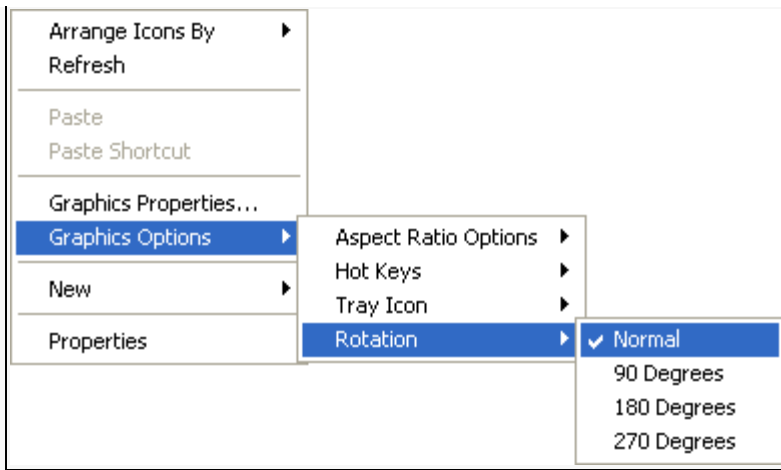 Arrange Icons By
Refresh
Paste
Paste Shortcut
Graphics Properties...
Graphics Options
New
Properties
Aspect Ratio Options
Hot Keys
Tray Icon
Rotation
Normal
90 Degrees
180 Degrees
270 Degrees